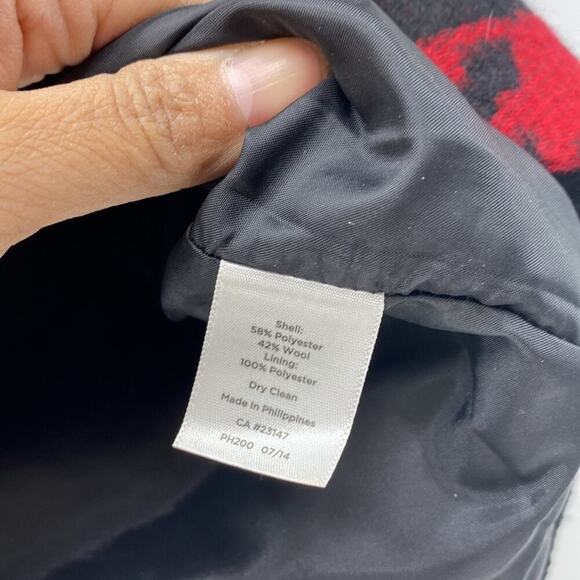 Shell:
58% Polyester
42% Wool
Lining:
100% Polyester
Dry Clean
Made in Philippines
CA #23147
PH200 07/14